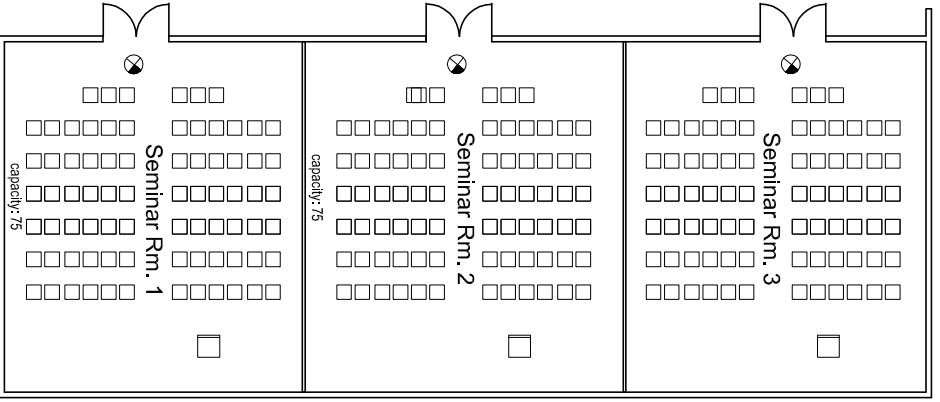 Seminar Rm. 1
capacity: 75
Seminar Rm. 2
capacity: 75
Seminar Rm. 3